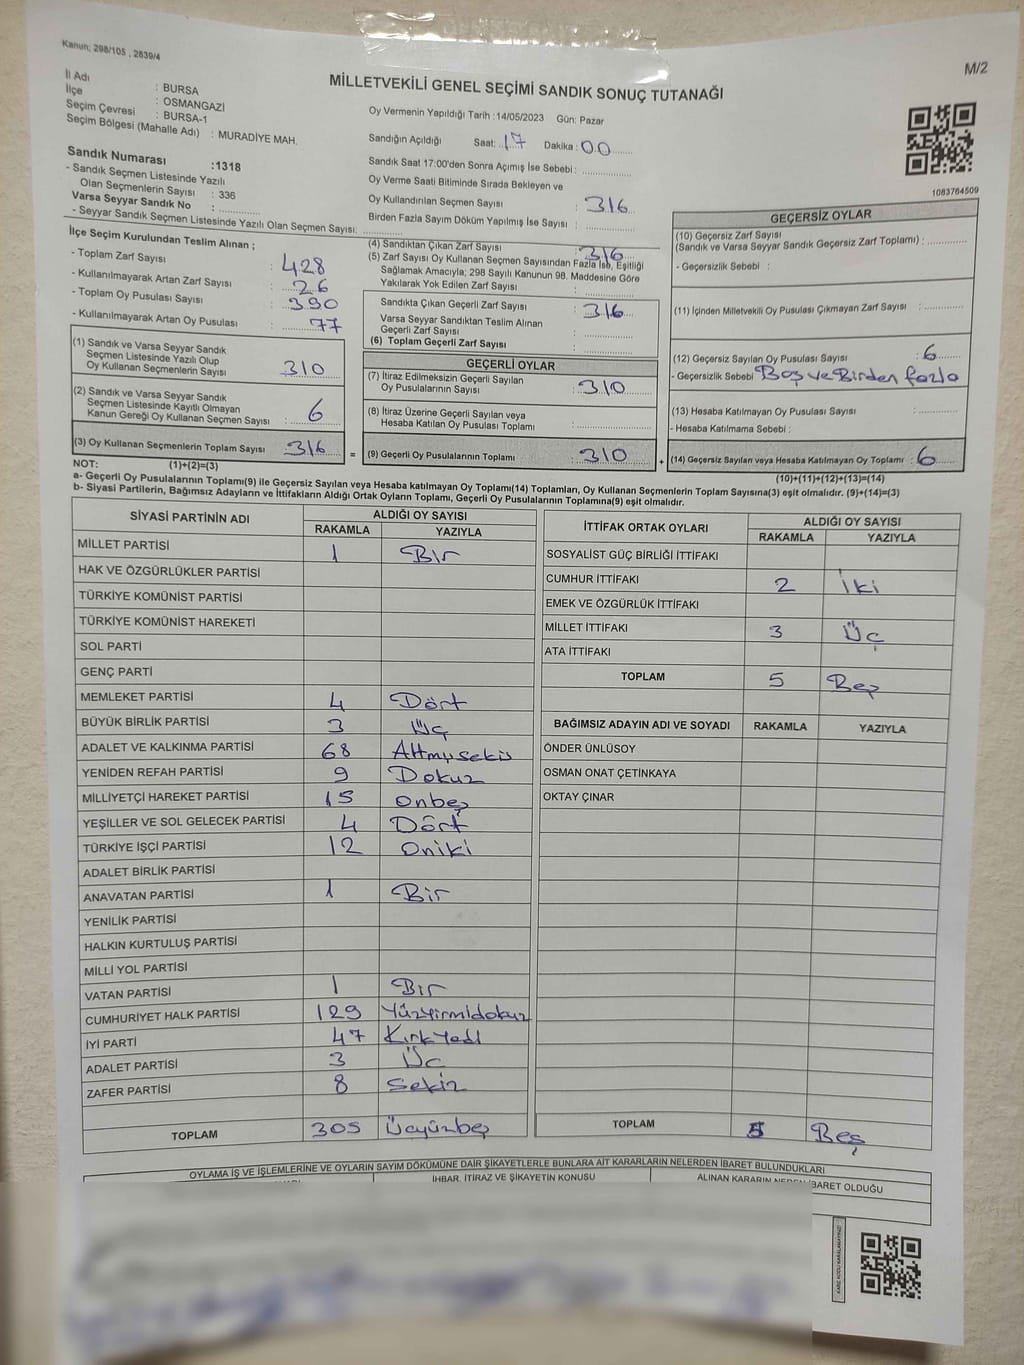 Kanun; 298/105 , 2839/4
M/2
MİLLETVEKİLİ GENEL SEÇİMİ SANDIK SONUÇ TUTANAĞI
İl Adı : BURSA
İlçe : OSMANGAZİ
Seçim Çevresi : BURSA-1
Seçim Bölgesi (Mahalle Adı) : MURADİYE MAH.
Sandık Numarası :1318
- Sandık Seçmen Listesinde Yazılı
Olan Seçmenlerin Sayısı : 336
Varsa Seyyar Sandık No :
- Seyyar Sandık Seçmen Listesinde Yazılı Olan Seçmen Sayısı:
Oy Vermenin Yapıldığı Tarih :14/05/2023 Gün: Pazar
Sandığın Açıldığı Saat: 17 Dakika : 00
Sandık Saat 17:00'den Sonra Açımış İse Sebebi :
Oy Verme Saati Bitiminde Sırada Bekleyen ve
Oy Kullandırılan Seçmen Sayısı : 316
Birden Fazla Sayım Döküm Yapılmış İse Sayısı :
1083764509
İlçe Seçim Kurulundan Teslim Alınan ;
- Toplam Zarf Sayısı : 428
- Kullanılmayarak Artan Zarf Sayısı : 26
- Toplam Oy Pusulası Sayısı : 390
- Kullanılmayarak Artan Oy Pusulası : 77
(1) Sandık ve Varsa Seyyar Sandık
Seçmen Listesinde Yazılı Olup
Oy Kullanan Seçmenlerin Sayısı : 310
(2) Sandık ve Varsa Seyyar Sandık
Seçmen Listesinde Kayıtlı Olmayan
Kanun Gereği Oy Kullanan Seçmen Sayısı : 6
(3) Oy Kullanan Seçmenlerin Toplam Sayısı : 316
(4) Sandıktan Çıkan Zarf Sayısı : 316
(5) Zarf Sayısı Oy Kullanan Seçmen Sayısından Fazla İse, Eşitliği
Sağlamak Amacıyla; 298 Sayılı Kanunun 98. Maddesine Göre
Yakılarak Yok Edilen Zarf Sayısı :
Sandıkta Çıkan Geçerli Zarf Sayısı : 316
Varsa Seyyar Sandıktan Teslim Alınan
Geçerli Zarf Sayısı :
(6) Toplam Geçerli Zarf Sayısı :
GEÇERLİ OYLAR
(7) İtiraz Edilmeksizin Geçerli Sayılan
Oy Pusulalarının Sayısı : 310
(8) İtiraz Üzerine Geçerli Sayılan veya
Hesaba Katılan Oy Pusulası Toplamı :
= (9) Geçerli Oy Pusulalarının Toplamı : 310
GEÇERSİZ OYLAR
(10) Geçersiz Zarf Sayısı
(Sandık ve Varsa Seyyar Sandık Geçersiz Zarf Toplamı) :
- Geçersizlik Sebebi :
(11) İçinden Milletvekili Oy Pusulası Çıkmayan Zarf Sayısı :
(12) Geçersiz Sayılan Oy Pusulası Sayısı : 6
- Geçersizlik Sebebi : Boş ve Birden fazla
(13) Hesaba Katılmayan Oy Pusulası Sayısı :
- Hesaba Katılmama Sebebi :
+ (14) Geçersiz Sayılan veya Hesaba Katılmayan Oy Toplamı : 6
NOT: (1)+(2)=(3)
(10)+(11)+(12)+(13)=(14)
a- Geçerli Oy Pusulalarının Toplamı(9) ile Geçersiz Sayılan veya Hesaba katılmayan Oy Toplamı(14) Toplamları, Oy Kullanan Seçmenlerin Toplam Sayısına(3) eşit olmalıdır. (9)+(14)=(3)
b- Siyasi Partilerin, Bağımsız Adayların ve İttifakların Aldığı Ortak Oyların Toplamı, Geçerli Oy Pusulalarının Toplamına(9) eşit olmalıdır.
SİYASİ PARTİNİN ADI ALDIĞI OY SAYISI
RAKAMLA YAZIYLA
MİLLET PARTİSİ 1 Bir
HAK VE ÖZGÜRLÜKLER PARTİSİ
TÜRKİYE KOMÜNİST PARTİSİ
TÜRKİYE KOMÜNİST HAREKETİ
SOL PARTİ
GENÇ PARTİ
MEMLEKET PARTİSİ 4 Dört
BÜYÜK BİRLİK PARTİSİ 3 Üç
ADALET VE KALKINMA PARTİSİ 68 Altmışsekiz
YENİDEN REFAH PARTİSİ 9 Dokuz
MİLLİYETÇİ HAREKET PARTİSİ 15 onbeş
YEŞİLLER VE SOL GELECEK PARTİSİ 4 Dört
TÜRKİYE İŞÇİ PARTİSİ 12 Oniki
ADALET BİRLİK PARTİSİ
ANAVATAN PARTİSİ 1 Bir
YENİLİK PARTİSİ
HALKIN KURTULUŞ PARTİSİ
MİLLİ YOL PARTİSİ
VATAN PARTİSİ 1 Bir
CUMHURİYET HALK PARTİSİ 129 Yüzyirmidokuz
İYİ PARTİ 47 Kırkyedi
ADALET PARTİSİ 3 Üç
ZAFER PARTİSİ 8 Sekiz
TOPLAM 305 Üçyüzbeş
İTTİFAK ORTAK OYLARI ALDIĞI OY SAYISI
RAKAMLA YAZIYLA
SOSYALİST GÜÇ BİRLİĞİ İTTİFAKI
CUMHUR İTTİFAKI 2 İki
EMEK VE ÖZGÜRLÜK İTTİFAKI
MİLLET İTTİFAKI 3 Üç
ATA İTTİFAKI
TOPLAM 5 Beş
BAĞIMSIZ ADAYIN ADI VE SOYADI RAKAMLA YAZIYLA
ÖNDER ÜNLÜSOY
OSMAN ONAT ÇETİNKAYA
OKTAY ÇINAR
TOPLAM 5 Beş
OYLAMA İŞ VE İŞLEMLERİNE VE OYLARIN SAYIM DÖKÜMÜNE DAİR ŞİKAYETLERLE BUNLARA AİT KARARLARIN NELERDEN İBARET BULUNDUKLARI
İHBAR, İTİRAZ VE ŞİKAYETİN KONUSU
ALINAN KARARIN NEDEN İBARET OLDUĞU